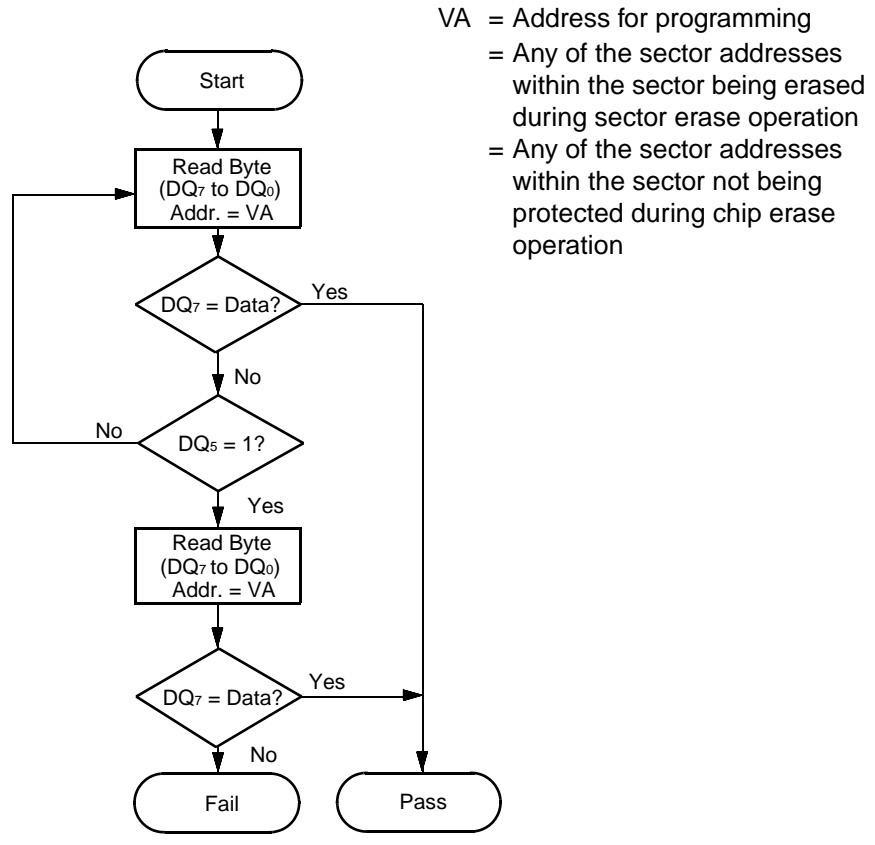 VA = Address for programming
= Any of the sector addresses
within the sector being erased
during sector erase operation
= Any of the sector addresses
within the sector not being
protected during chip erase
operation
Start
Read Byte
(DQ7 to DQ0)
Addr. = VA
DQ7 = Data?
Yes
No
DQ5 = 1?
No
Yes
Read Byte
(DQ7 to DQ0)
Addr. = VA
DQ7 = Data?
Yes
No
Fail
Pass